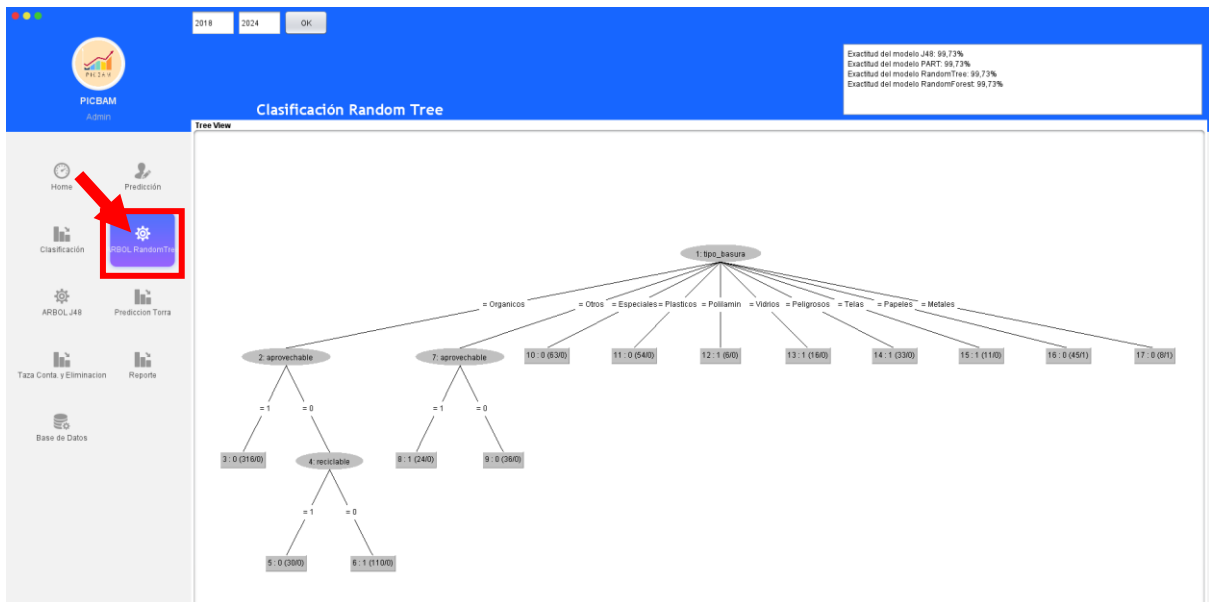 2018 2024 OK
PICBAM
Exactitud del modelo J48: 99,73%
Exactitud del modelo PART: 99,73%
Exactitud del modelo RandomTree: 99,73%
Exactitud del modelo RandomForest: 99,73%
PICBAM
Admin
Clasificación Random Tree
Tree View
Home Predicción
Clasificación ARBOL RandomTre
ARBOL J48 Prediccion Torra
Taza Conta. y Eliminacion Reporte
Base de Datos
1: tipo_basura
= Organicos = Otros = Especiales = Plasticos = Polilamin = Vidrios = Peligrosos = Telas = Papeles = Metales
2: aprovechable 7: aprovechable 10 : 0 (63/0) 11 : 0 (54/0) 12 : 1 (6/0) 13 : 1 (16/0) 14 : 1 (33/0) 15 : 1 (11/0) 16 : 0 (45/1) 17 : 0 (8/1)
= 1 = 0 = 1 = 0
3 : 0 (316/0) 4: reciclable 8 : 1 (24/0) 9 : 0 (36/0)
= 1 = 0
5 : 0 (30/0) 6 : 1 (110/0)